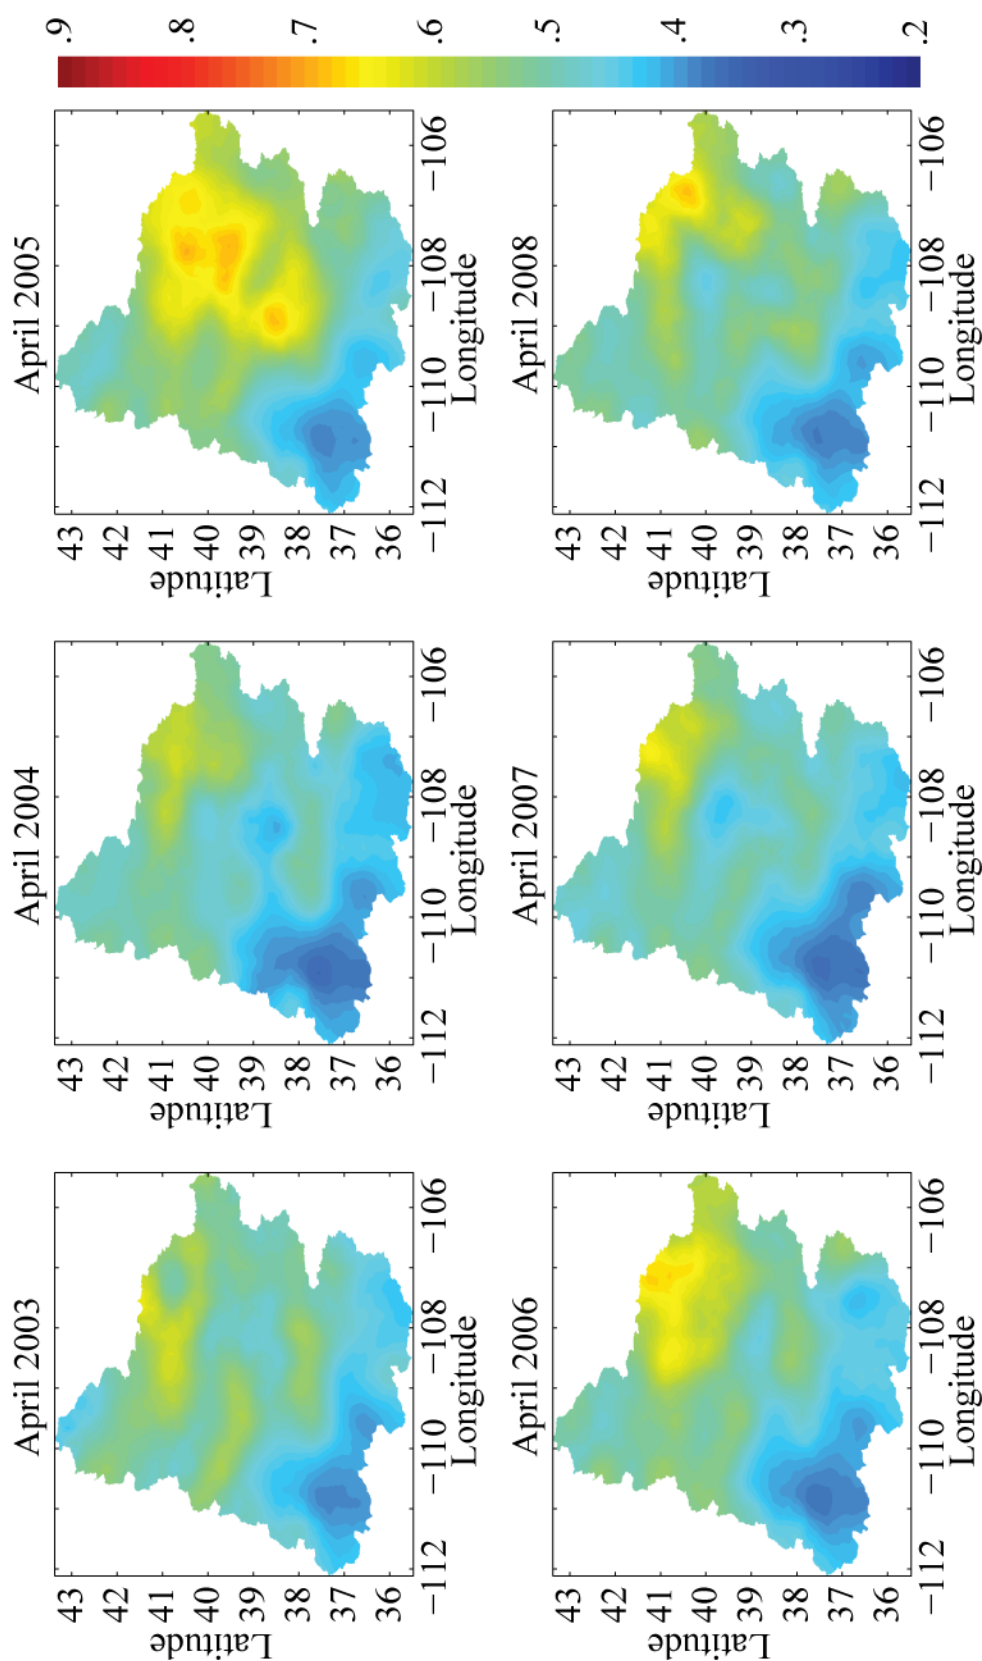 April 2003
Latitude
43
42
41
40
39
38
37
36
−112 −110 −108 −106
Longitude
April 2004
Latitude
43
42
41
40
39
38
37
36
−112 −110 −108 −106
Longitude
April 2005
Latitude
43
42
41
40
39
38
37
36
−112 −110 −108 −106
Longitude
April 2006
Latitude
43
42
41
40
39
38
37
36
−112 −110 −108 −106
Longitude
April 2007
Latitude
43
42
41
40
39
38
37
36
−112 −110 −108 −106
Longitude
April 2008
Latitude
43
42
41
40
39
38
37
36
−112 −110 −108 −106
Longitude
.9
.8
.7
.6
.5
.4
.3
.2